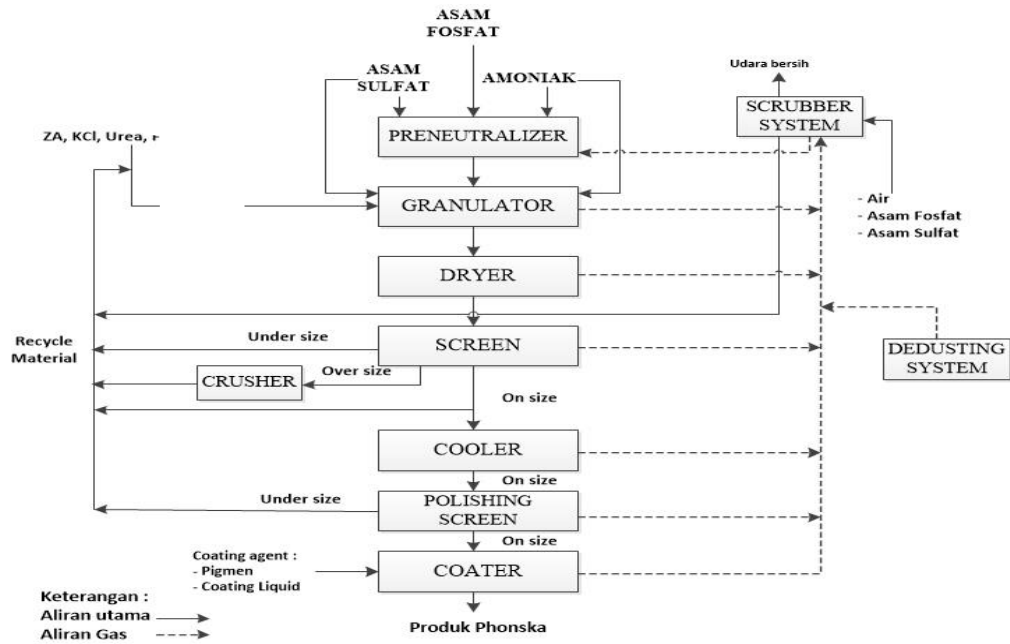 ASAM
FOSFAT
ASAM
SULFAT
AMONIAK
Udara bersih
SCRUBBER
SYSTEM
ZA, KCl, Urea,
PRENEUTRALIZER
GRANULATOR
- Air
- Asam Fosfat
- Asam Sulfat
DRYER
Under size
SCREEN
Recycle
Material
DEDUSTING
SYSTEM
CRUSHER
Over size
On size
COOLER
On size
Under size
POLISHING
SCREEN
On size
Coating agent :
- Pigmen
- Coating Liquid
COATER
Keterangan :
Aliran utama
Aliran Gas
Produk Phonska